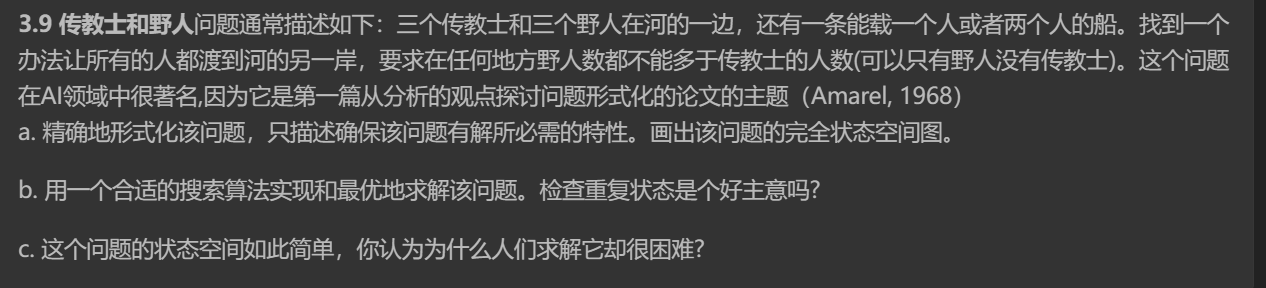 3.9 传教士和野人问题通常描述如下：三个传教士和三个野人在河的一边，还有一条能载一个人或者两个人的船。找到一个
办法让所有的人都渡到河的另一岸，要求在任何地方野人数都不能多于传教士的人数(可以只有野人没有传教士)。这个问题
在AI领域中很著名,因为它是第一篇从分析的观点探讨问题形式化的论文的主题（Amarel, 1968）
a. 精确地形式化该问题，只描述确保该问题有解所必需的特性。画出该问题的完全状态空间图。
b. 用一个合适的搜索算法实现和最优地求解该问题。检查重复状态是个好主意吗?
c. 这个问题的状态空间如此简单，你认为为什么人们求解它却很困难?